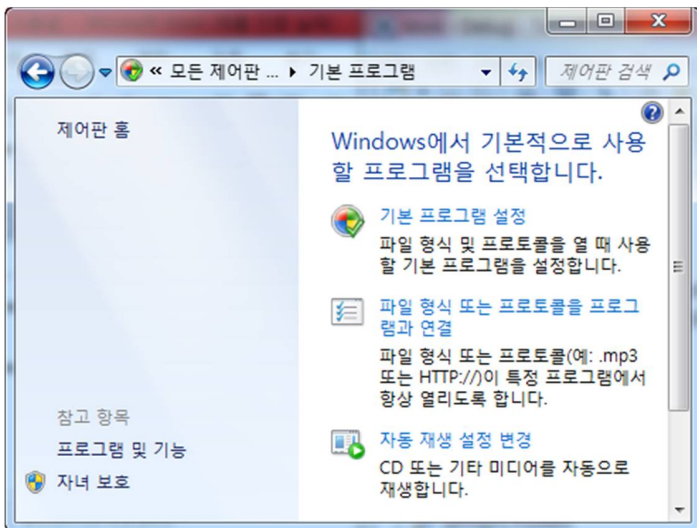 « 모든 제어판 ... ▸ 기본 프로그램
제어판 검색
제어판 홈
Windows에서 기본적으로 사용
할 프로그램을 선택합니다.
기본 프로그램 설정
파일 형식 및 프로토콜을 열 때 사용
할 기본 프로그램을 설정합니다.
파일 형식 또는 프로토콜을 프로그
램과 연결
파일 형식 또는 프로토콜(예: .mp3
또는 HTTP://)이 특정 프로그램에서
항상 열리도록 합니다.
자동 재생 설정 변경
CD 또는 기타 미디어를 자동으로
재생합니다.
참고 항목
프로그램 및 기능
자녀 보호